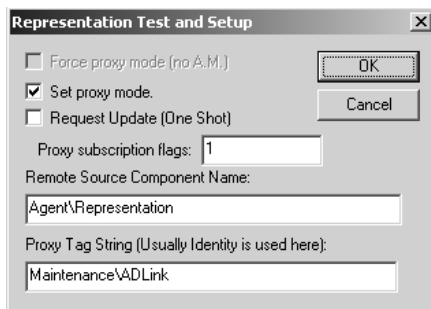 Representation Test and Setup
Force proxy mode (no A.M.)
OK
Set proxy mode.
Cancel
Request Update (One Shot)
Proxy subscription flags: 1
Remote Source Component Name:
Agent\Representation
Proxy Tag String (Usually Identity is used here):
Maintenance\ADLink